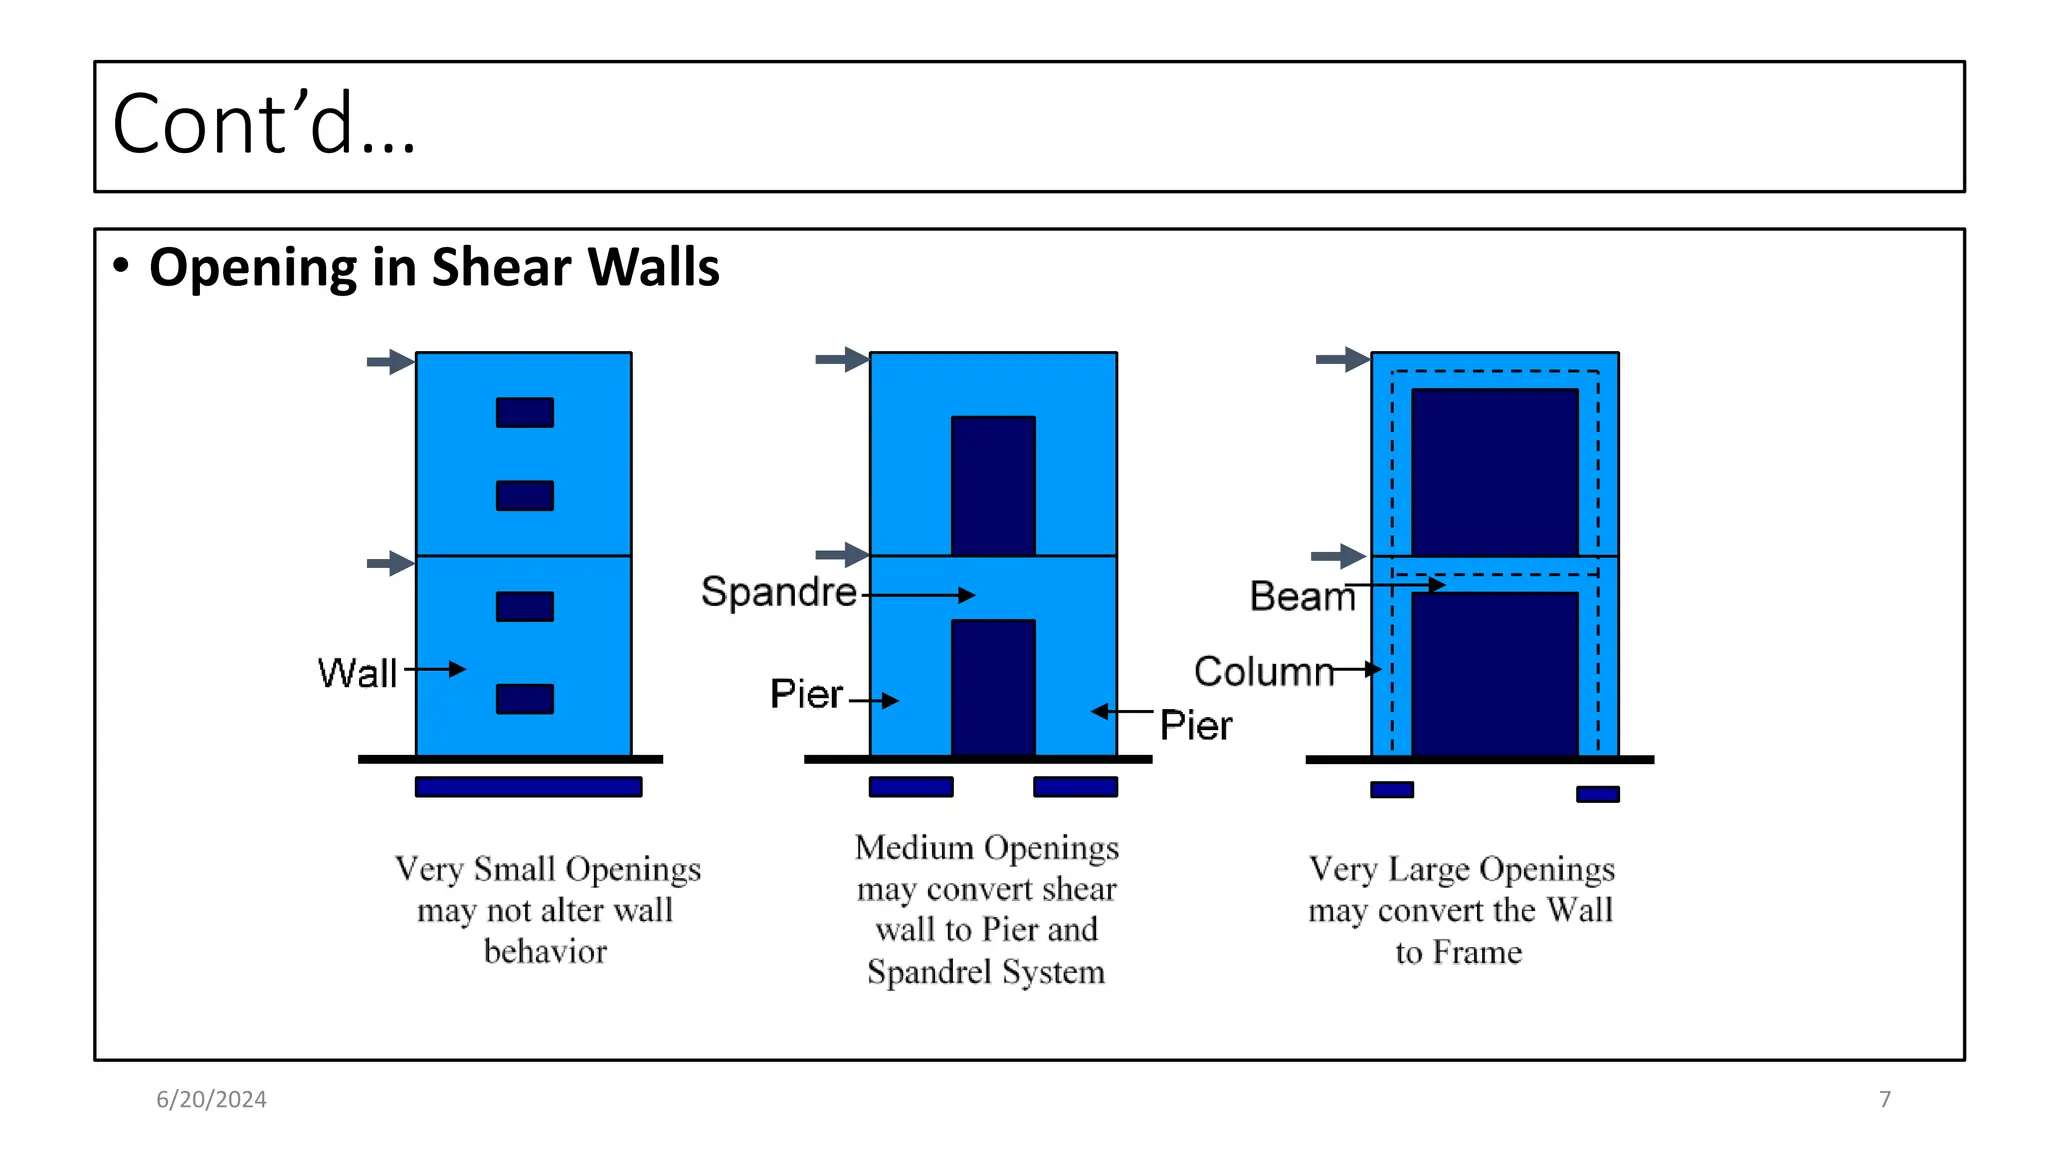 Cont’d…
• Opening in Shear Walls
Spandre
Beam
Wall
Pier
Column
Pier
Very Small Openings
may not alter wall
behavior
Medium Openings
may convert shear
wall to Pier and
Spandrel System
Very Large Openings
may convert the Wall
to Frame
6/20/2024
7